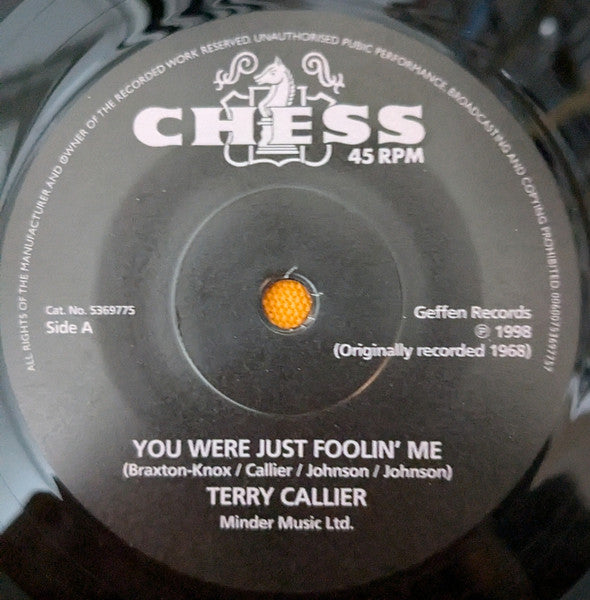 ALL RIGHTS OF THE MANUFACTURER AND OWNER OF THE RECORDED WORK RESERVED. UNAUTHORISED PUBIC PERFORMANCE, BROADCASTING AND COPYING PROHIBITED 00600753697757
CHESS
45 RPM
Cat. No. 5369775
Side A
Geffen Records
℗ 1998
(Originally recorded 1968)
YOU WERE JUST FOOLIN' ME
(Braxton-Knox / Callier / Johnson / Johnson)
TERRY CALLIER
Minder Music Ltd.